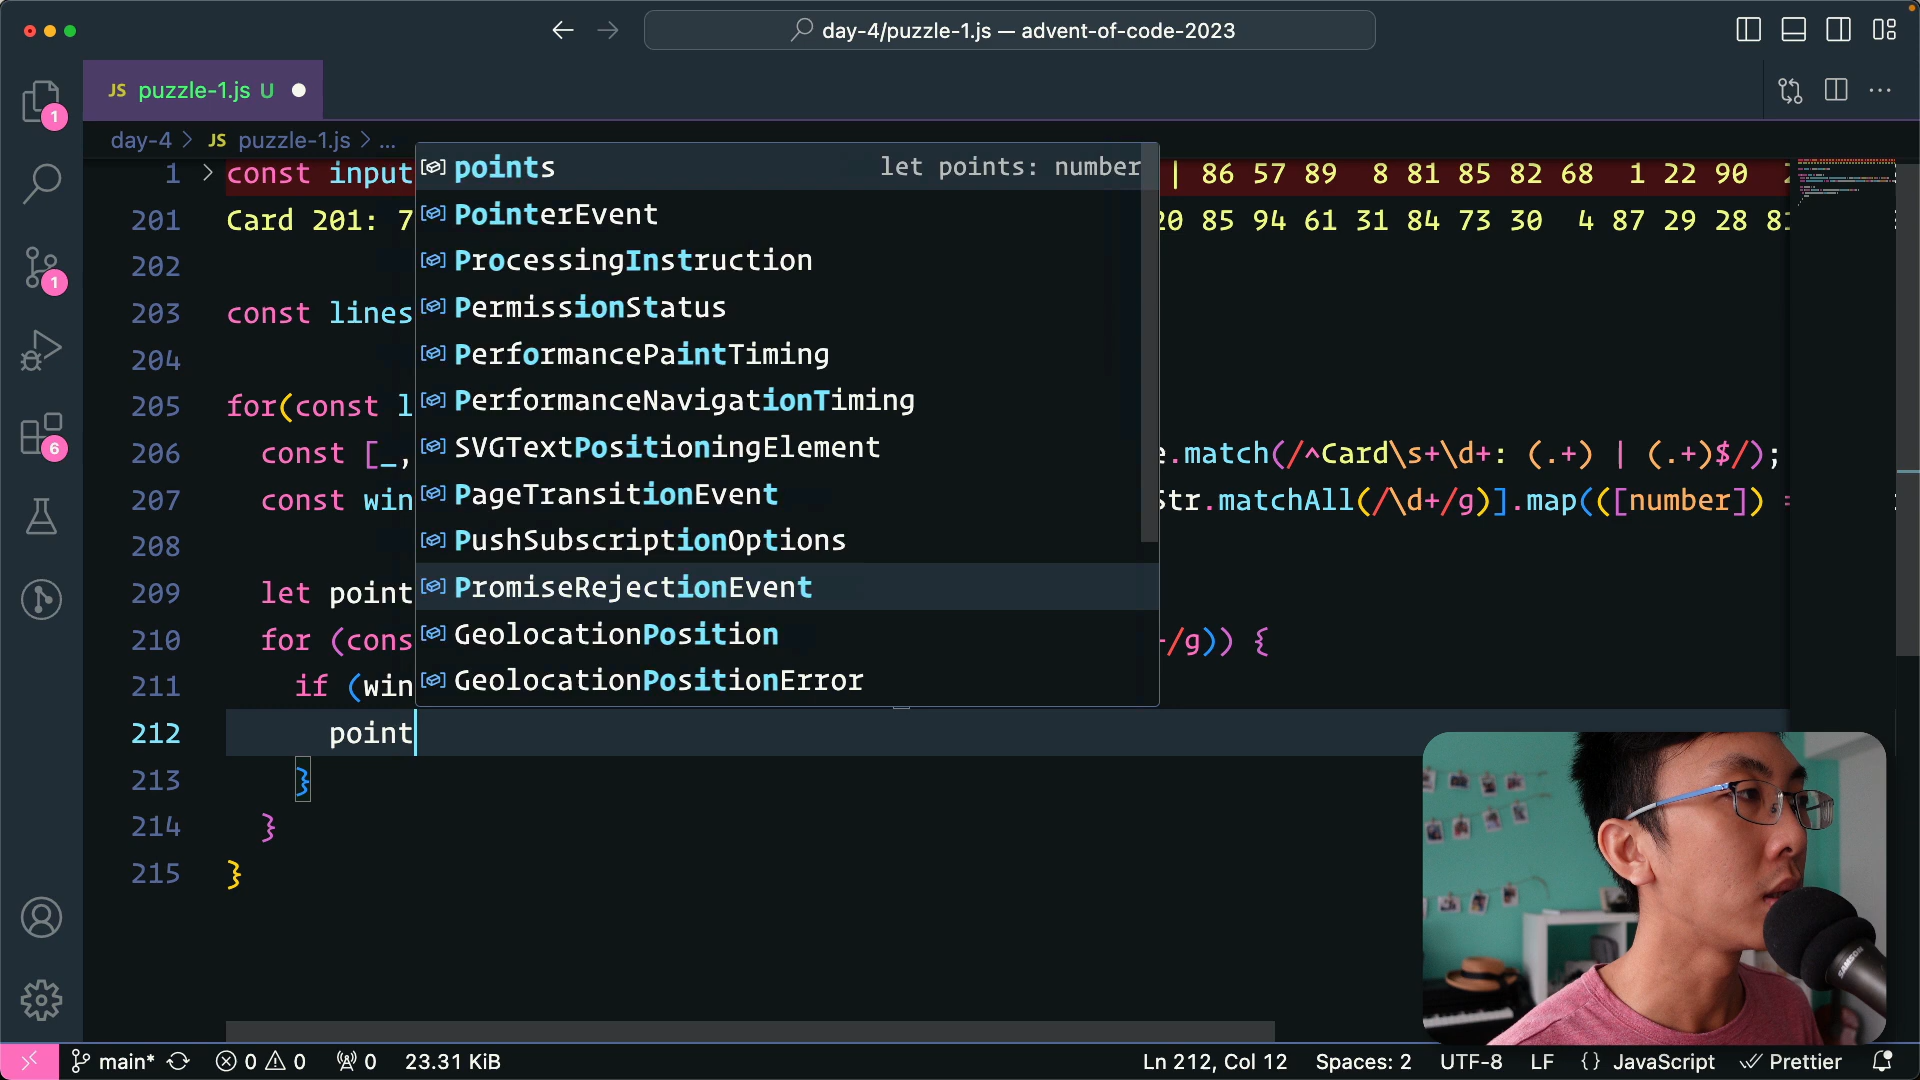 day-4/puzzle-1.js — advent-of-code-2023
JS puzzle-1.js U
day-4 > JS puzzle-1.js > ...
1 > const input | 86 57 89 8 81 85 82 68 1 22 90
201 Card 201: 7 20 85 94 61 31 84 73 30 4 87 29 28 81
202
203 const lines
204
205 for(const l
206 const [_, e.match(/^Card\s+\d+: (.+) | (.+)$/);
207 const win Str.matchAll(/\d+/g)].map(([number]) =
208
209 let point
210 for (cons +/g)) {
211 if (win
212 point
213 }
214 }
215 }
points let points: number
PointerEvent
ProcessingInstruction
PermissionStatus
PerformancePaintTiming
PerformanceNavigationTiming
SVGTextPositioningElement
PageTransitionEvent
PushSubscriptionOptions
PromiseRejectionEvent
GeolocationPosition
GeolocationPositionError
1
1
6
SAMSON
main* 0 0 0 23.31 KiB Ln 212, Col 12 Spaces: 2 UTF-8 LF {} JavaScript Prettier